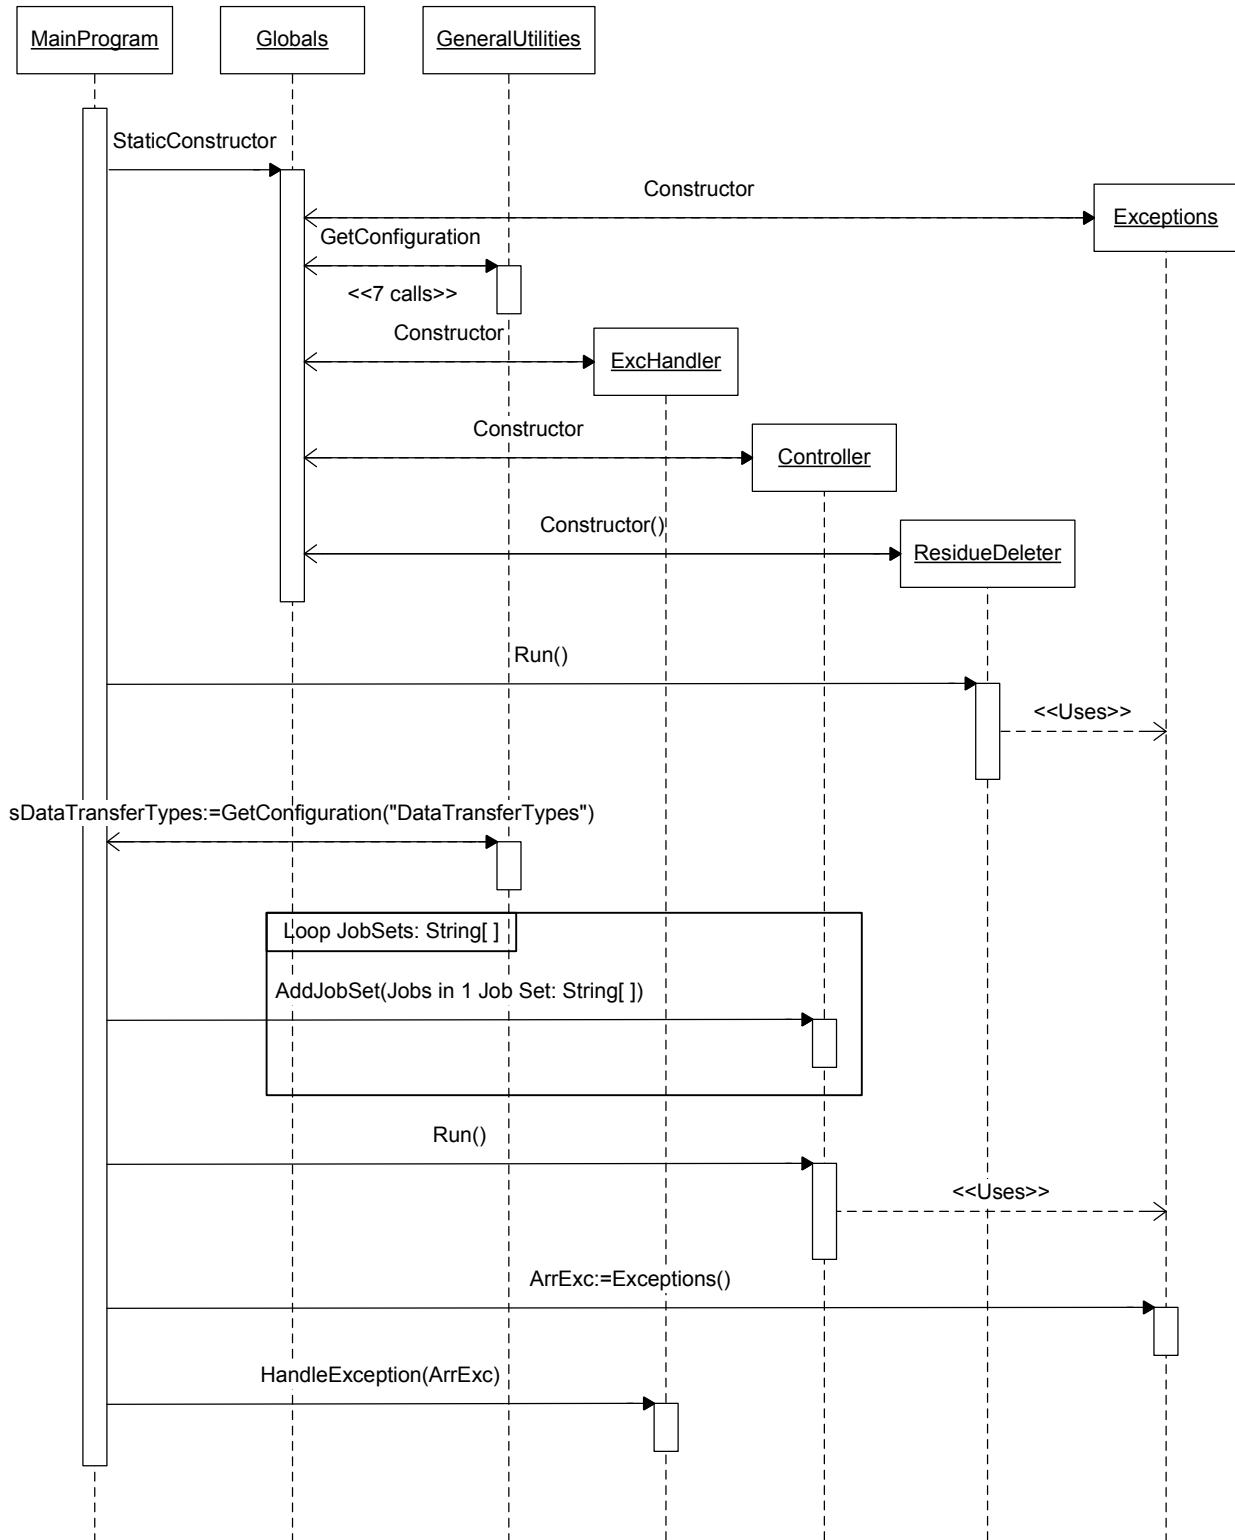 MainProgram
Globals
GeneralUtilities
StaticConstructor
Constructor
Exceptions
GetConfiguration
<<7 calls>>
Constructor
ExcHandler
Constructor
Controller
Constructor()
ResidueDeleter
Run()
<<Uses>>
sDataTransferTypes:=GetConfiguration("DataTransferTypes")
Loop JobSets: String[ ]
AddJobSet(Jobs in 1 Job Set: String[ ])
Run()
<<Uses>>
ArrExc:=Exceptions()
HandleException(ArrExc)